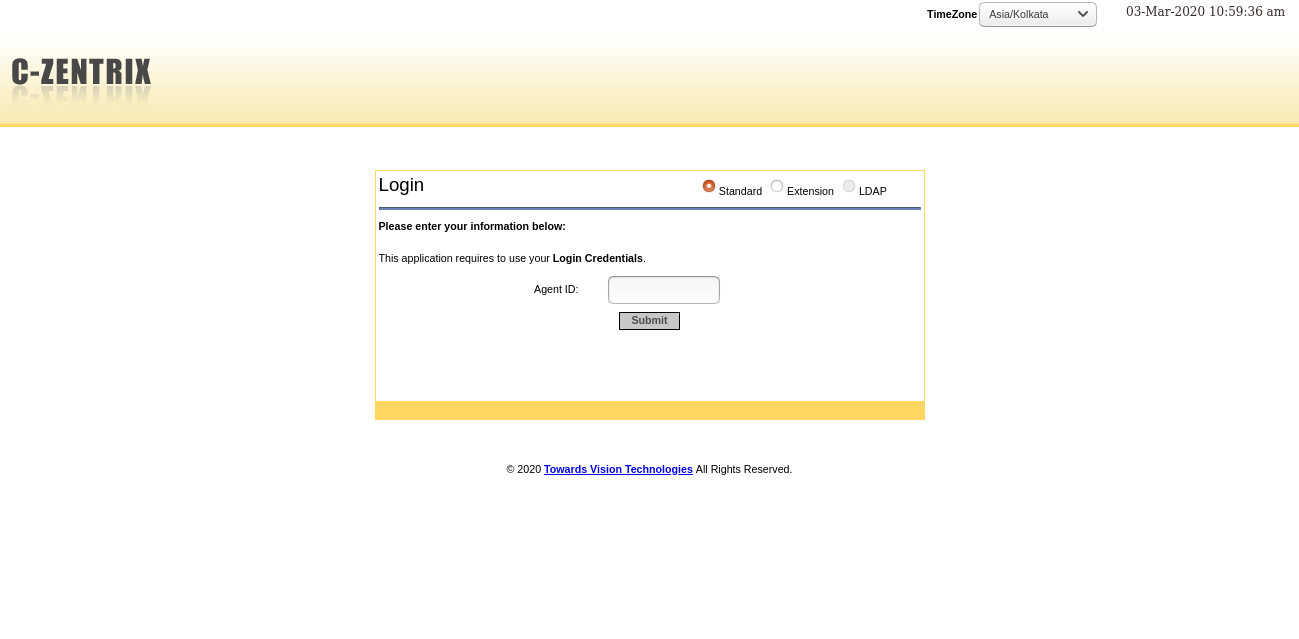 TimeZone Asia/Kolkata 03-Mar-2020 10:59:36 am
C-ZENTRIX
Login Standard Extension LDAP
Please enter your information below:
This application requires to use your Login Credentials.
Agent ID:
Submit
© 2020 Towards Vision Technologies All Rights Reserved.